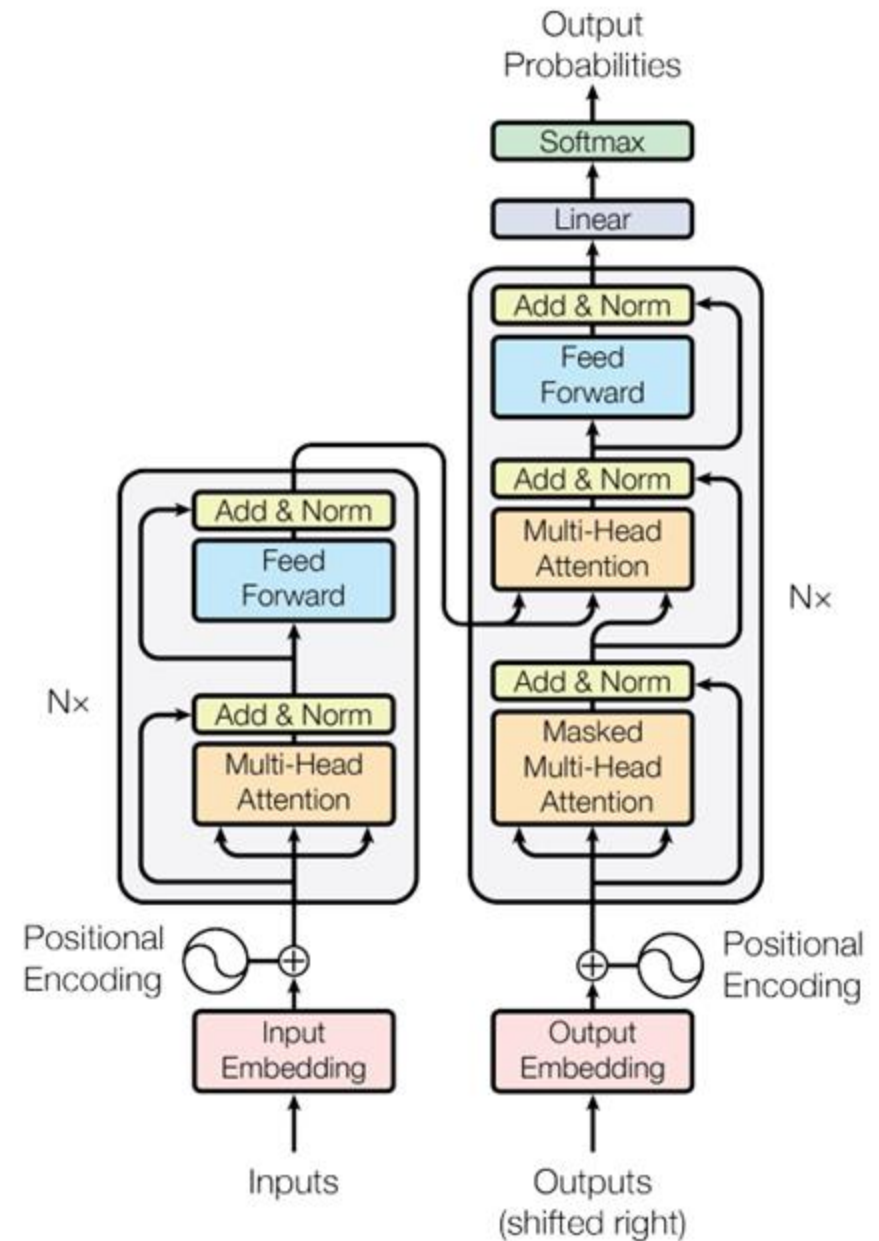 Output
Probabilities
Softmax
Linear
Add & Norm
Feed
Forward
Add & Norm
Multi-Head
Attention
Add & Norm
Masked
Multi-Head
Attention
N×
Add & Norm
Feed
Forward
Add & Norm
Multi-Head
Attention
N×
Positional
Encoding
Positional
Encoding
Input
Embedding
Output
Embedding
Inputs
Outputs
(shifted right)